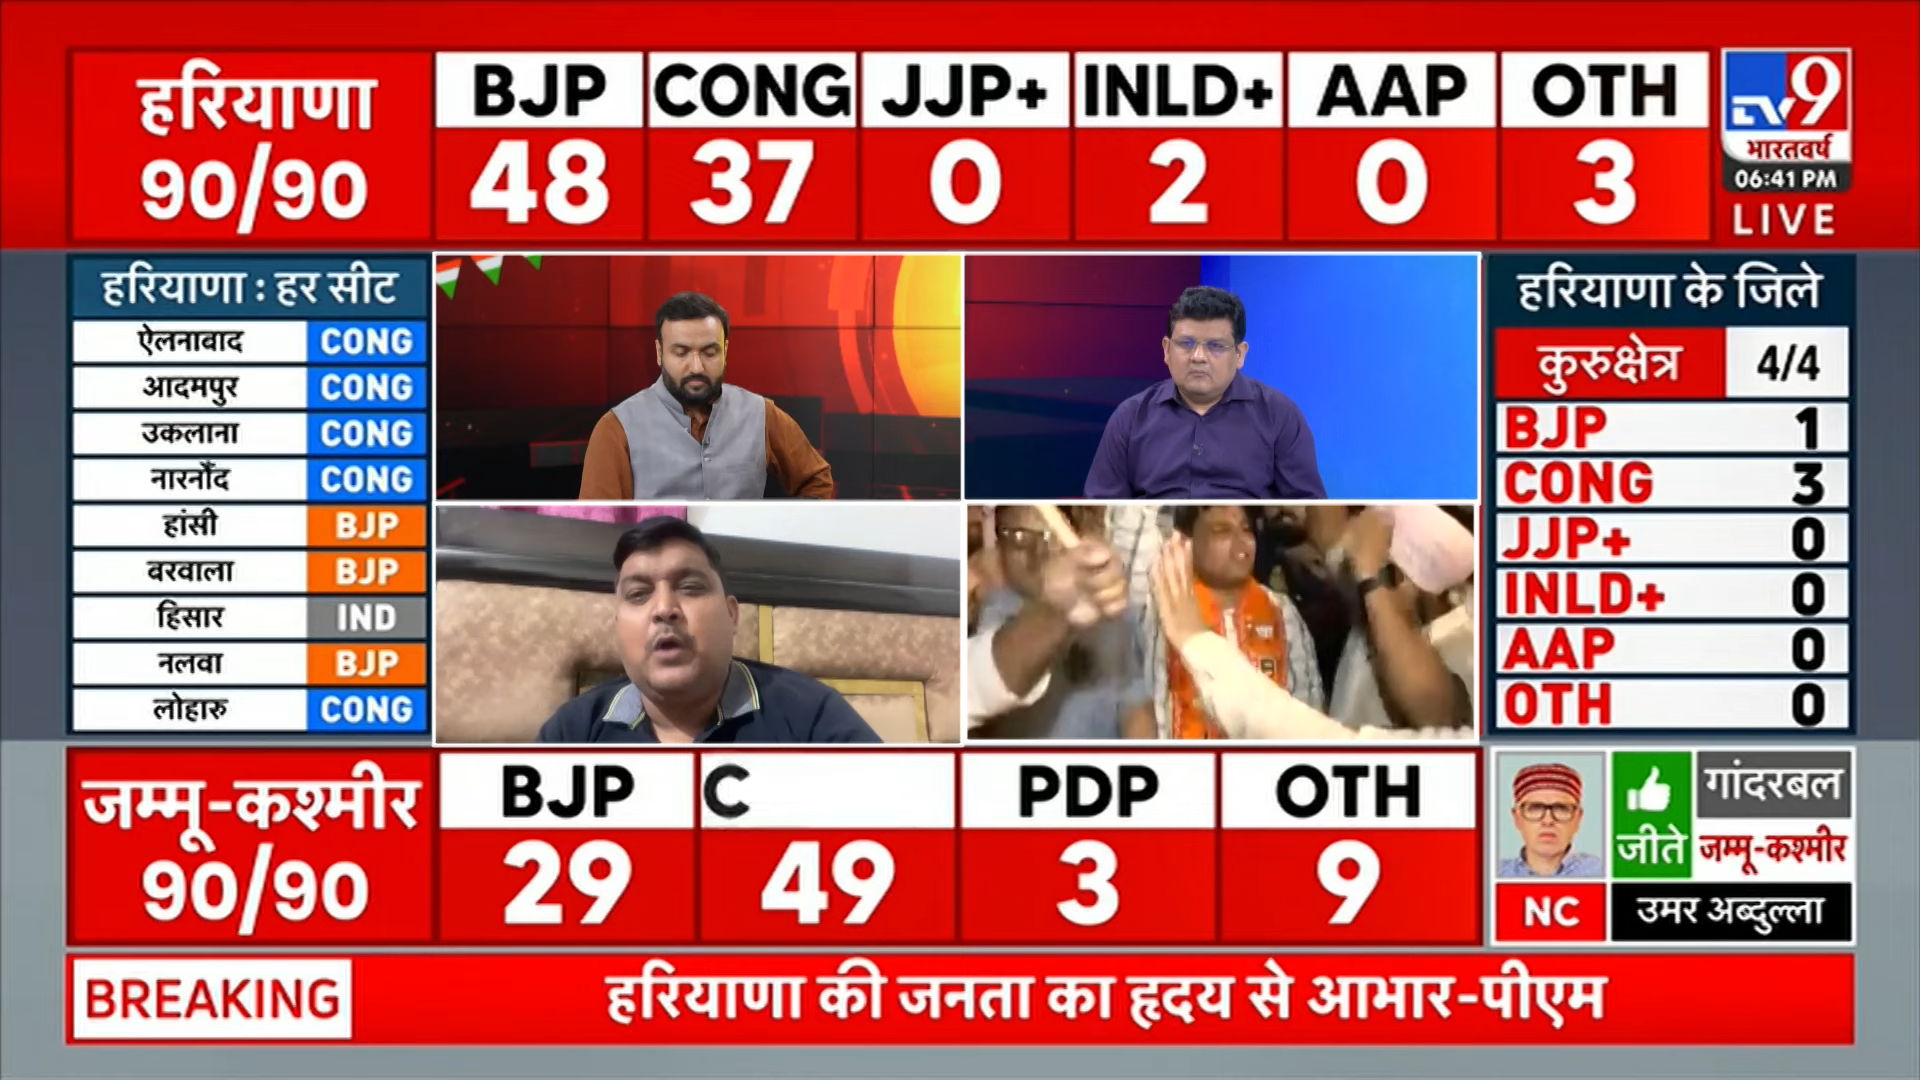 हरियाणा
90/90
BJP CONG JJP+ INLD+ AAP OTH
48 37 0 2 0 3
TV9
भारतवर्ष
06:41 PM
LIVE
हरियाणा : हर सीट
ऐलनाबाद CONG
आदमपुर CONG
उकलाना CONG
नारनौंद CONG
हांसी BJP
बरवाला BJP
हिसार IND
नलवा BJP
लोहारु CONG
हरियाणा के जिले
कुरुक्षेत्र 4/4
BJP 1
CONG 3
JJP+ 0
INLD+ 0
AAP 0
OTH 0
जम्मू-कश्मीर
90/90
BJP C PDP OTH
29 49 3 9
जीते
गांदरबल
जम्मू-कश्मीर
NC उमर अब्दुल्ला
BREAKING हरियाणा की जनता का हृदय से आभार-पीएम